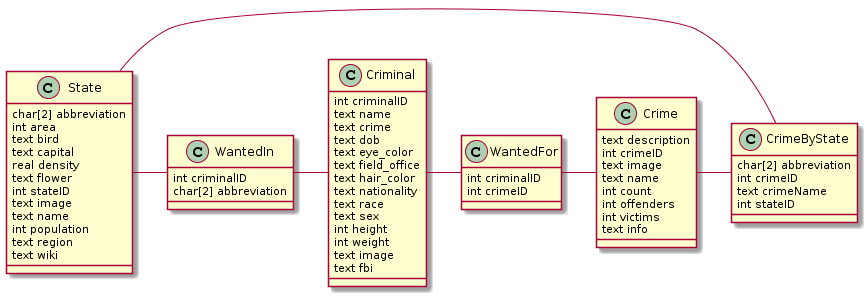 C State
char[2] abbreviation
int area
text bird
text capital
real density
text flower
int stateID
text image
text name
int population
text region
text wiki
C WantedIn
int criminalID
char[2] abbreviation
C Criminal
int criminalID
text name
text crime
text dob
text eye_color
text field_office
text hair_color
text nationality
text race
text sex
int height
int weight
text image
text fbi
C WantedFor
int criminalID
int crimeID
C Crime
text description
int crimeID
text image
text name
int count
int offenders
int victims
text info
C CrimeByState
char[2] abbreviation
int crimeID
text crimeName
int stateID